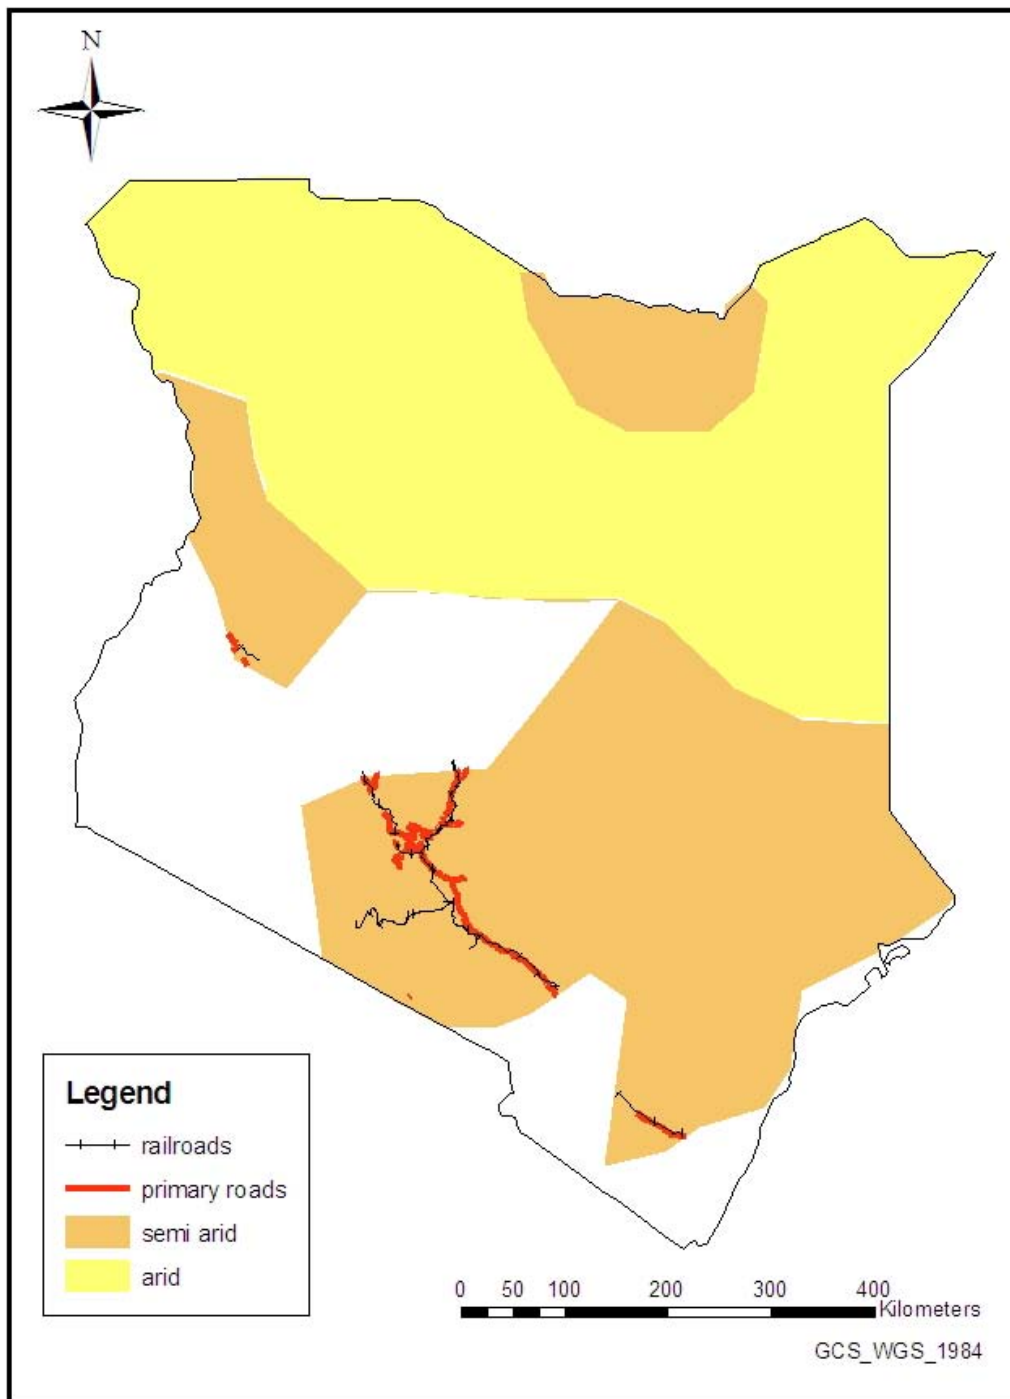 N
Legend
railroads
primary roads
semi arid
arid
0 50 100 200 300 400
Kilometers
GCS_WGS_1984